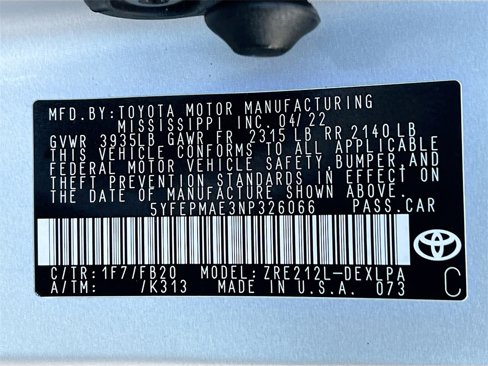 MFD.BY:TOYOTA MOTOR MANUFACTURING
MISSISSIPPI INC. 04/22
GVWR 3935LB GAWR FR 2315 LB RR 2140 LB
THIS VEHICLE CONFORMS TO ALL APPLICABLE
FEDERAL MOTOR VEHICLE SAFETY, BUMPER, AND
THEFT PREVENTION STANDARDS IN EFFECT ON
THE DATE OF MANUFACTURE SHOWN ABOVE.
5YFEPMAE3NP326066 PASS.CAR
C/TR:1F7/FB20 MODEL: ZRE212L-DEXLPA
A/TM: /K313 MADE IN U.S.A. 073 C